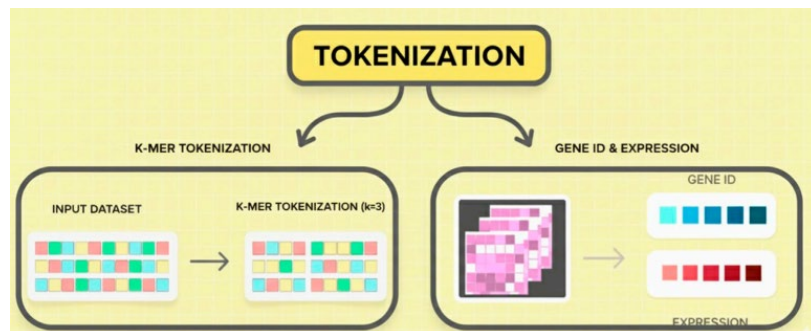 TOKENIZATION
K-MER TOKENIZATION
GENE ID & EXPRESSION
INPUT DATASET
K-MER TOKENIZATION (k=3)
GENE ID
EXPRESSION